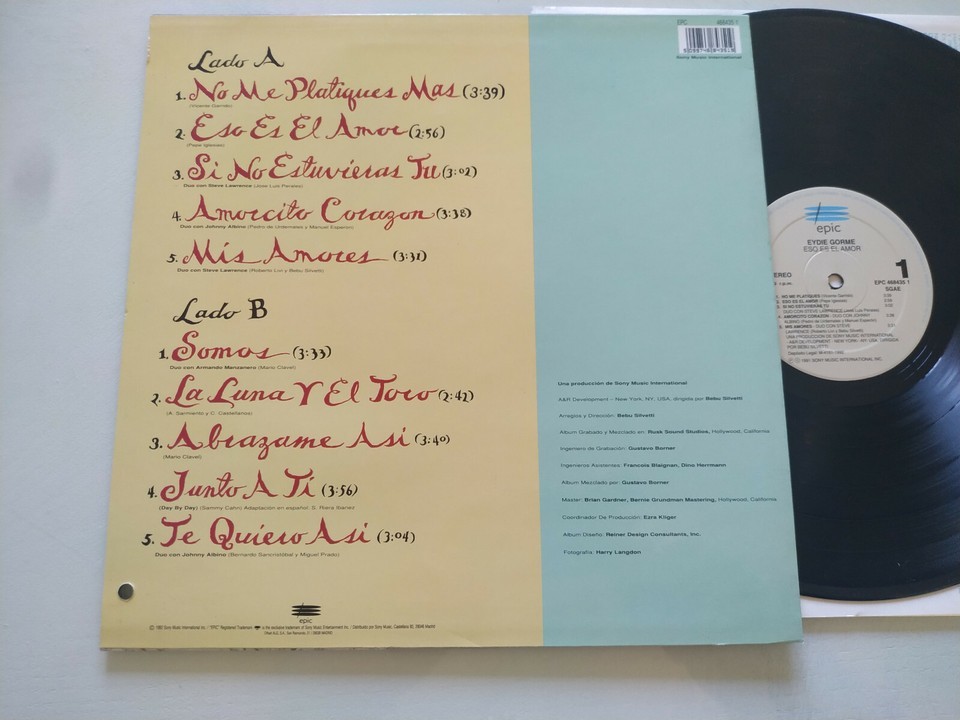 Lado A
1. No Me Platiques Mas (3:39)
(Vicente Garrido)
2. Eso Es El Amor (2:56)
(Pepe Iglesias)
3. Si No Estuvieras Tu (3:02)
Duo con Steve Lawrence (Jose Luis Perales)
4. Amorcito Corazon (3:38)
Duo con Johnny Albino (Pedro de Urdemales y Manuel Esperon)
5. Mis Amores (3:31)
Duo con Steve Lawrence (Roberto Luz y Bebu Silvetti)
Lado B
1. Somos (3:33)
Duo con Armando Manzanero (Mario Clavel)
2. La Luna Y El Toro (2:42)
(A. Sarmiento y C. Castellanos)
3. Abrazame Asi (3:40)
(Mario Clavel)
4. Junto A Ti (3:56)
(Day By Day) (Sammy Cahn) Adaptación en español: S. Riera Ibanez
5. Te Quiero Asi (3:04)
Duo con Johnny Albino (Bernardo Sancristóbal y Miguel Prado)
epic
EPC 468435 1
Sony Music International
Una producción de Sony Music International
A&R Development – New York, NY, USA, dirigida por Bebu Silvetti
Arreglos y Dirección: Bebu Silvetti
Album Grabado y Mezclado en: Rusk Sound Studios, Hollywood, California
Ingeniero de Grabación: Gustavo Borner
Ingenieros Asistentes: Francois Blaignan, Dino Herrmann
Album Mezclado por: Gustavo Borner
Master: Brian Gardner, Bernie Grundman Mastering, Hollywood, California
Coordinador De Producción: Ezra Kliger
Album Diseño: Reiner Design Consultants, Inc.
Fotografía: Harry Langdon
epic
EYDIE GORME
ESO ES EL AMOR
EREO
1
EPC 468435 1
SGAE